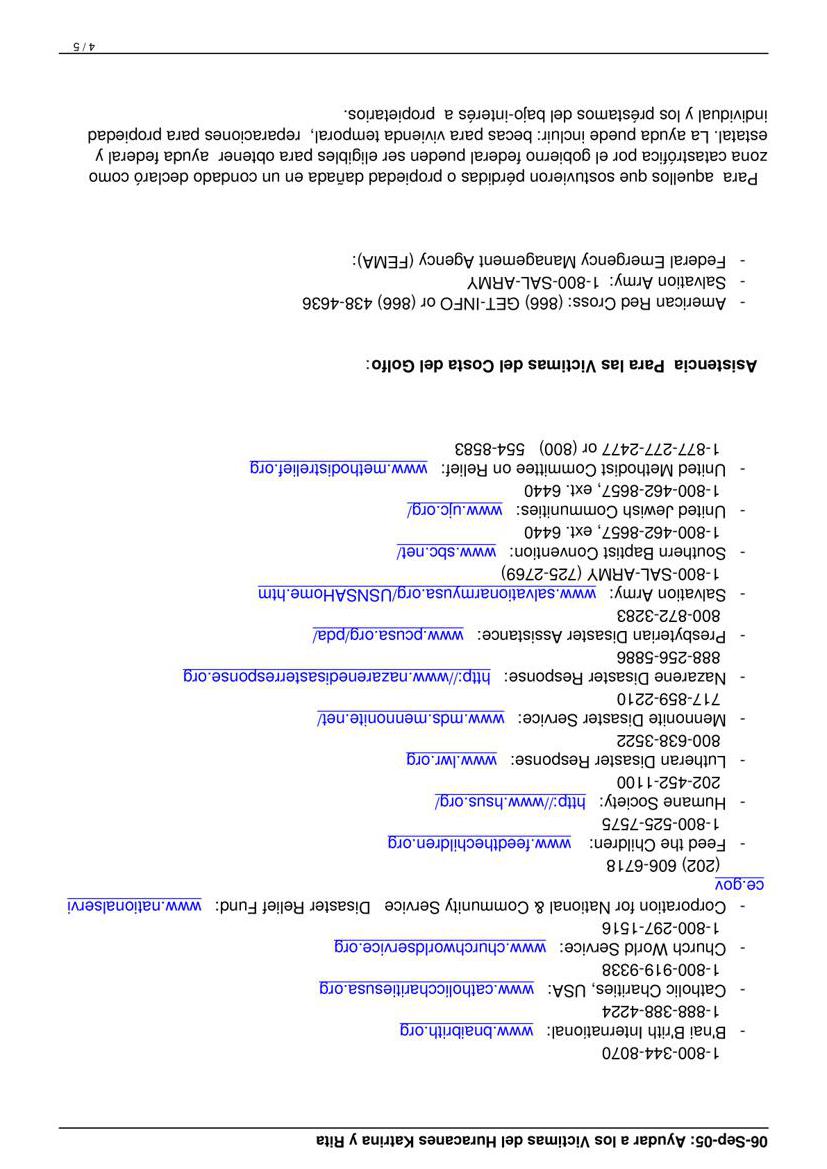 06-Sep-05: Ayudar a los Victimas del Huracanes Katrina y Rita
1-800-344-8070
- B'nai B'rith International: www.bnaibrith.org
1-888-388-4224
- Catholic Charities, USA: www.catholiccharitiesusa.org
1-800-919-9338
- Church World Service: www.churchworldservice.org
1-800-297-1516
- Corporation for National & Community Service Disaster Relief Fund: www.nationalservi
ce.gov
(202) 606-6718
- Feed the Children: www.feedthechildren.org
1-800-525-7575
- Humane Society: http://www.hsus.org/
202-452-1100
- Lutheran Disaster Response: www.lwr.org
800-638-3522
- Mennonite Disaster Service: www.mds.mennonite.net/
717-859-2210
- Nazarene Disaster Response: http://www.nazarenedisasterresponse.org
888-256-5886
- Presbyterian Disaster Assistance: www.pcusa.org/pda/
800-872-3283
- Salvation Army: www.salvationarmyusa.org/USNSAHome.htm
1-800-SAL-ARMY (725-2769)
- Southern Baptist Convention: www.sbc.net/
1-800-462-8657, ext. 6440
- United Jewish Communities: www.ujc.org/
1-800-462-8657, ext. 6440
- United Methodist Committee on Relief: www.methodistrelief.org
1-877-277-2477 or (800) 554-8583
Asistencia Para las Victimas del Costa del Golfo:
- American Red Cross: (866) GET-INFO or (866) 438-4636
- Salvation Army: 1-800-SAL-ARMY
- Federal Emergency Management Agency (FEMA):
Para aquellos que sostuvieron pérdidas o propiedad dañada en un condado declaró como
zona catastrófica por el gobierno federal pueden ser eligibles para obtener ayuda federal y
estatal. La ayuda puede incluir: becas para vivienda temporal, reparaciones para propiedad
individual y los préstamos del bajo-interés a propietarios.
4 / 5